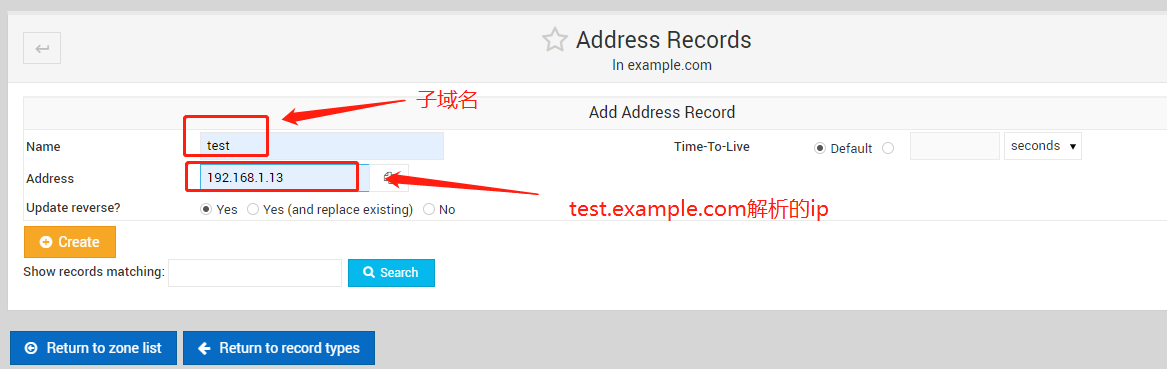 Address Records
In example.com
子域名
Add Address Record
Name
test
Time-To-Live
Default
seconds
Address
192.168.1.13
test.example.com解析的ip
Update reverse?
Yes
Yes (and replace existing)
No
Create
Show records matching:
Search
Return to zone list
Return to record types